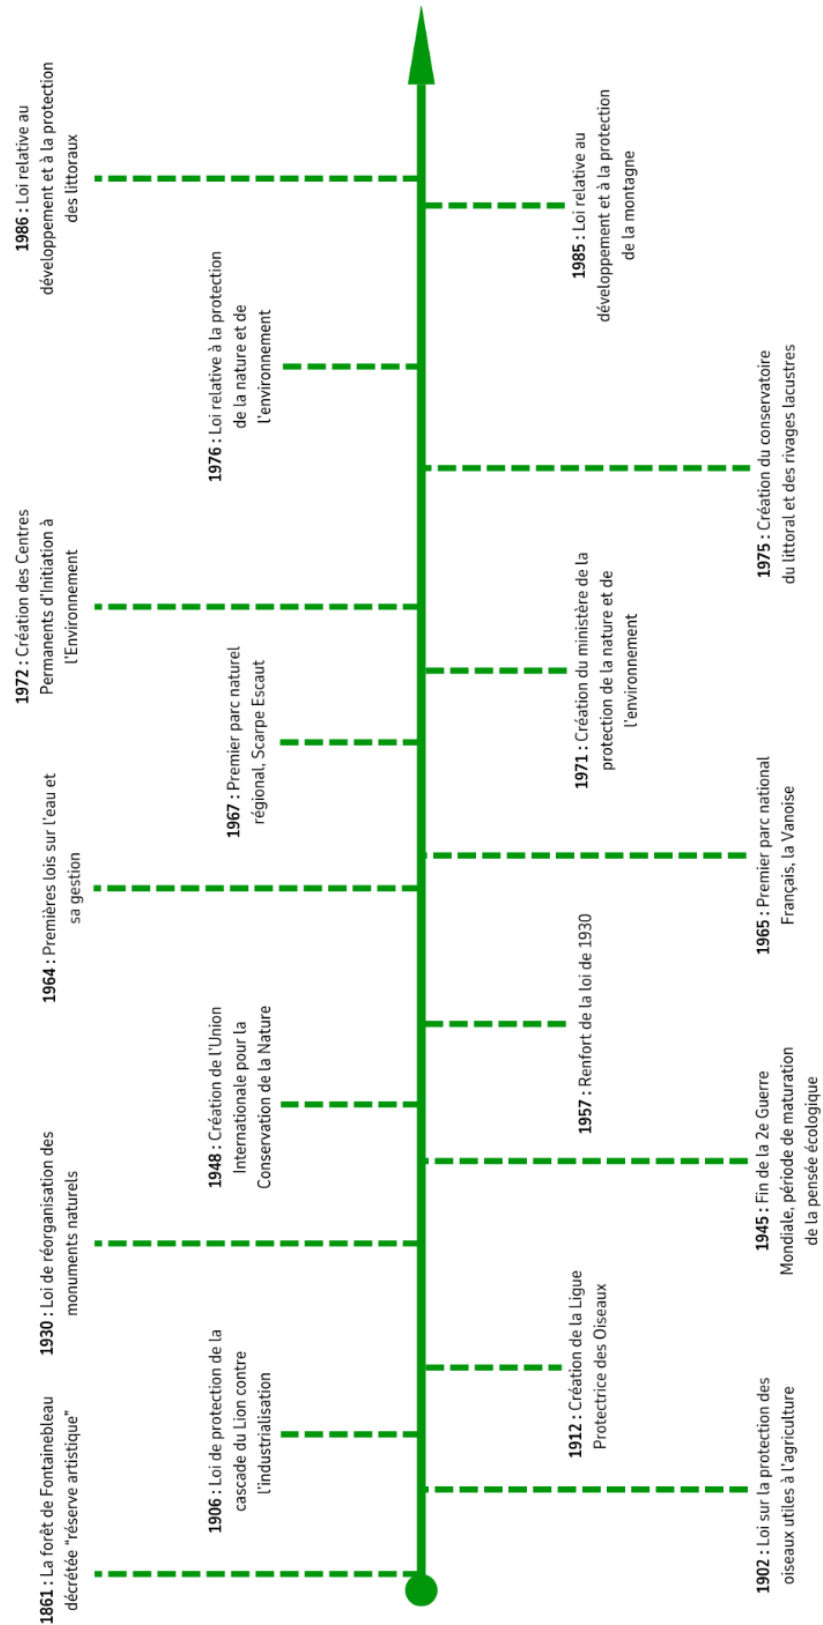 1861 : La forêt de Fontainebleau
décrétée "réserve artistique"
1902 : Loi sur la protection des
oiseaux utiles à l'agriculture
1906 : Loi de protection de la
cascade du Lion contre
l'industrialisation
1912 : Création de la Ligue
Protectrice des Oiseaux
1930 : Loi de réorganisation des
monuments naturels
1945 : Fin de la 2e Guerre
Mondiale, période de maturation
de la pensée écologique
1948 : Création de l'Union
Internationale pour la
Conservation de la Nature
1957 : Renfort de la loi de 1930
1964 : Premières lois sur l'eau et
sa gestion
1965 : Premier parc national
Français, la Vanoise
1967 : Premier parc naturel
régional, Scarpe Escaut
1971 : Création du ministère de la
protection de la nature et de
l'environnement
1972 : Création des Centres
Permanents d'Initiation à
l'Environnement
1975 : Création du conservatoire
du littoral et des rivages lacustres
1976 : Loi relative à la protection
de la nature et de
l'environnement
1985 : Loi relative au
développement et à la protection
de la montagne
1986 : Loi relative au
développement et à la protection
des littoraux